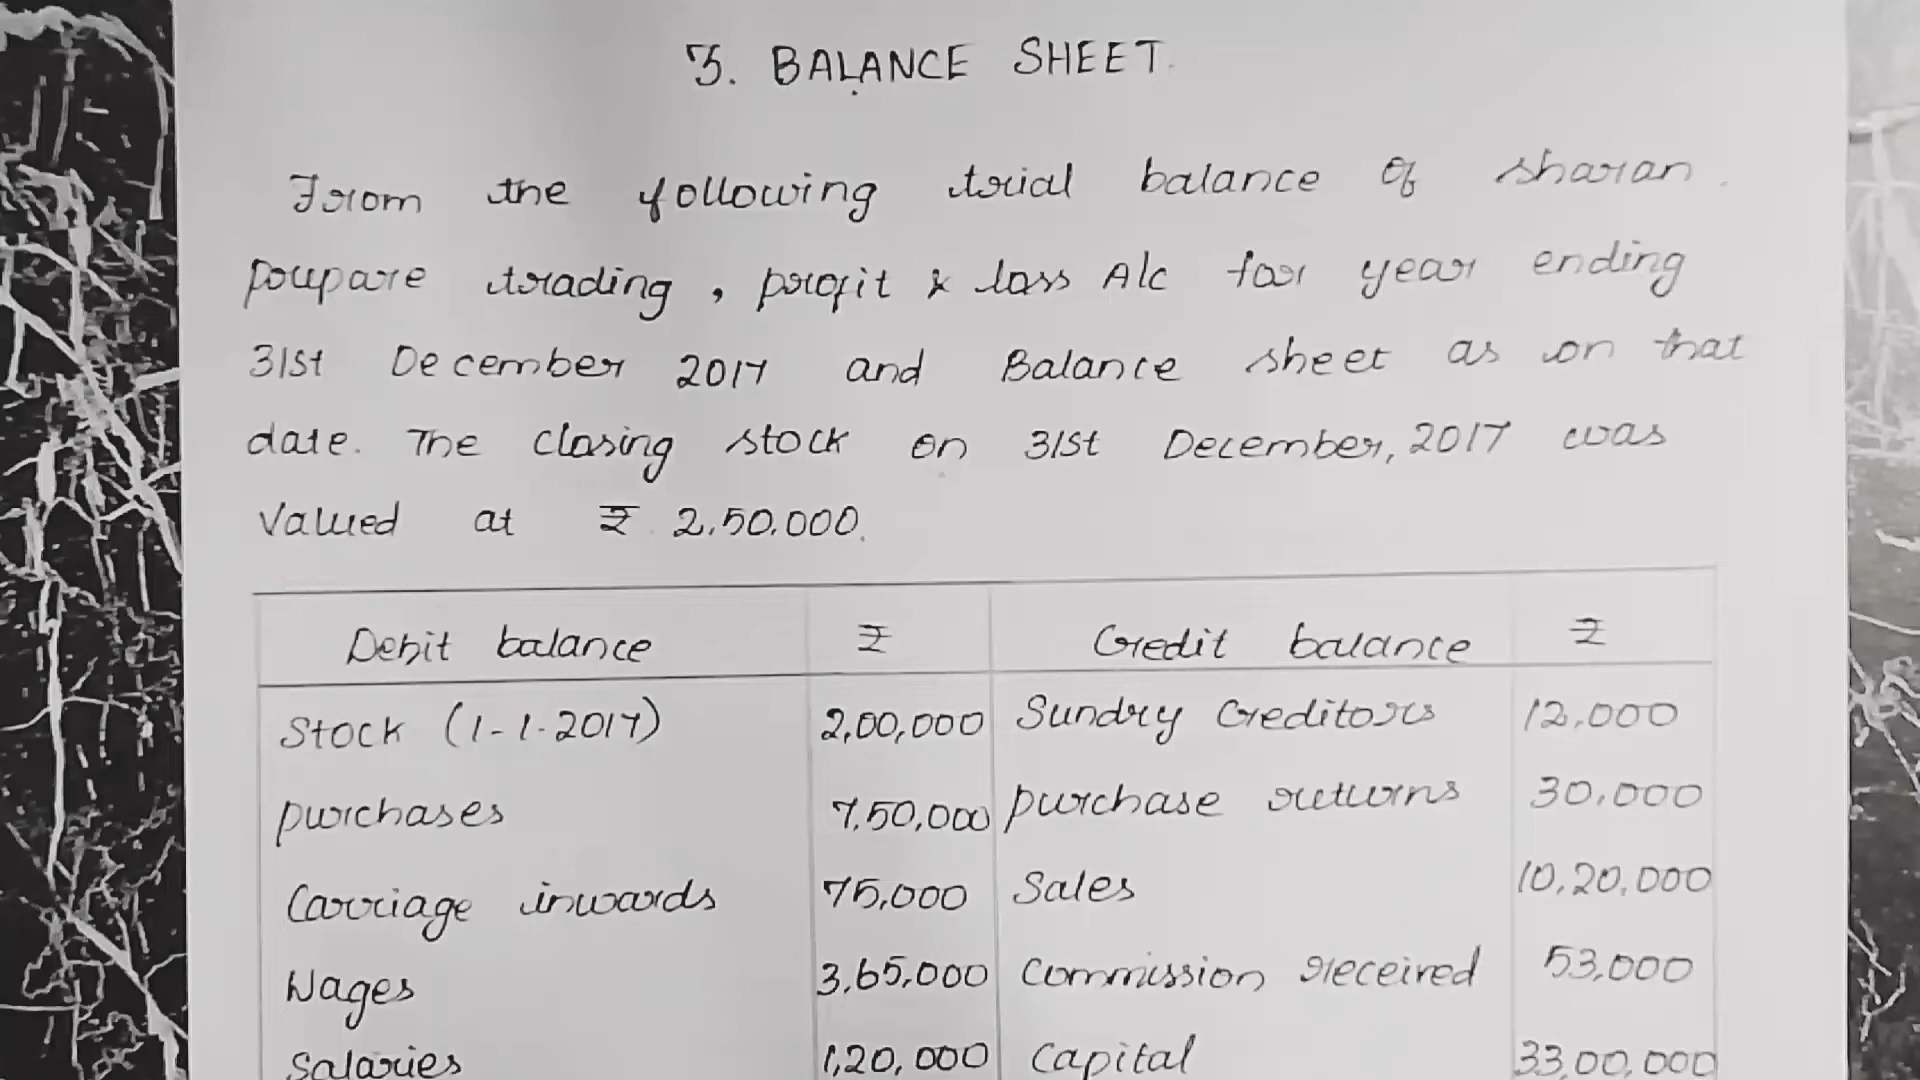 3. BALANCE SHEET.
From the following trial balance of sharan.
prepare trading, profit & loss A/c for year ending
31st December 2017 and Balance sheet as on that
date. The closing stock on 31st December, 2017 was
Valued at ₹ 2,50,000.
Debit balance ₹ Credit balance ₹
Stock (1-1-2017) 2,00,000 Sundry Creditors 12,000
purchases 7,50,000 purchase returns 30,000
Carriage inwards 75,000 Sales 10,20,000
Wages 3,65,000 Commission received 53,000
Salaries 1,20,000 Capital 33,00,000